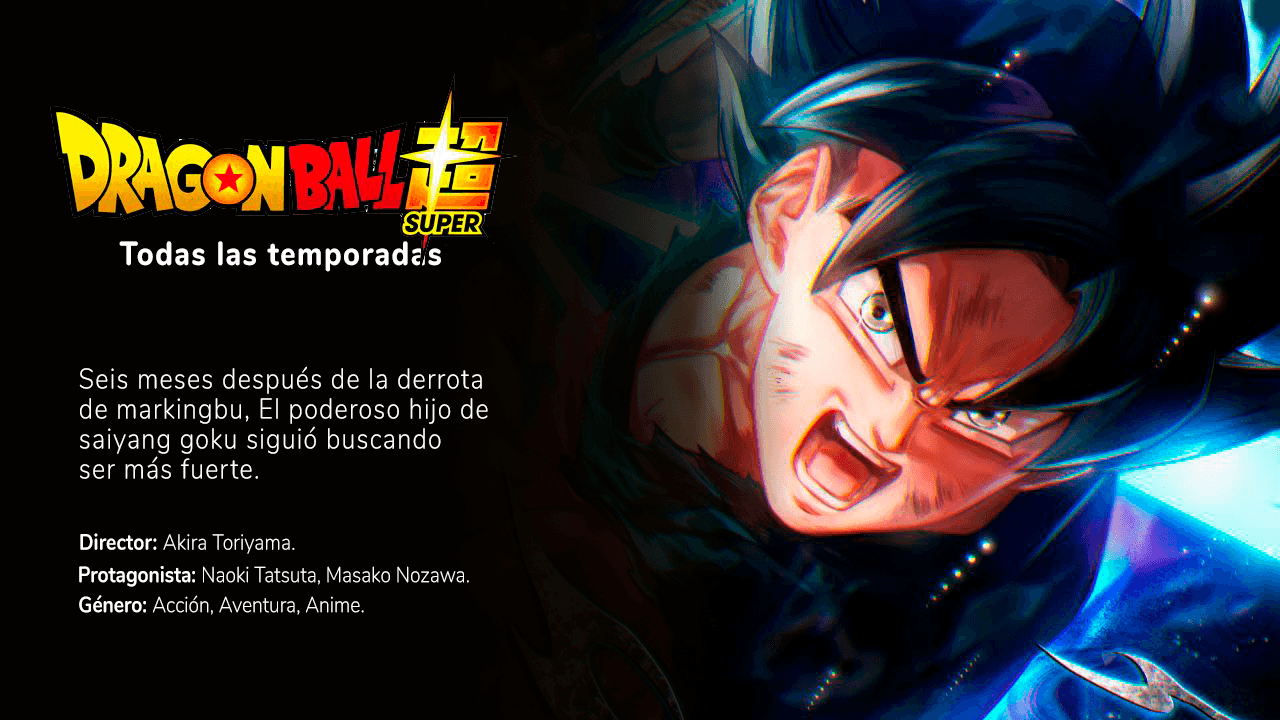 DRAGON BALL 超
SUPER
Todas las temporadas
Seis meses después de la derrota
de markingbu, El poderoso hijo de
saiyang goku siguió buscando
ser más fuerte.
Director: Akira Toriyama.
Protagonista: Naoki Tatsuta, Masako Nozawa.
Género: Acción, Aventura, Anime.